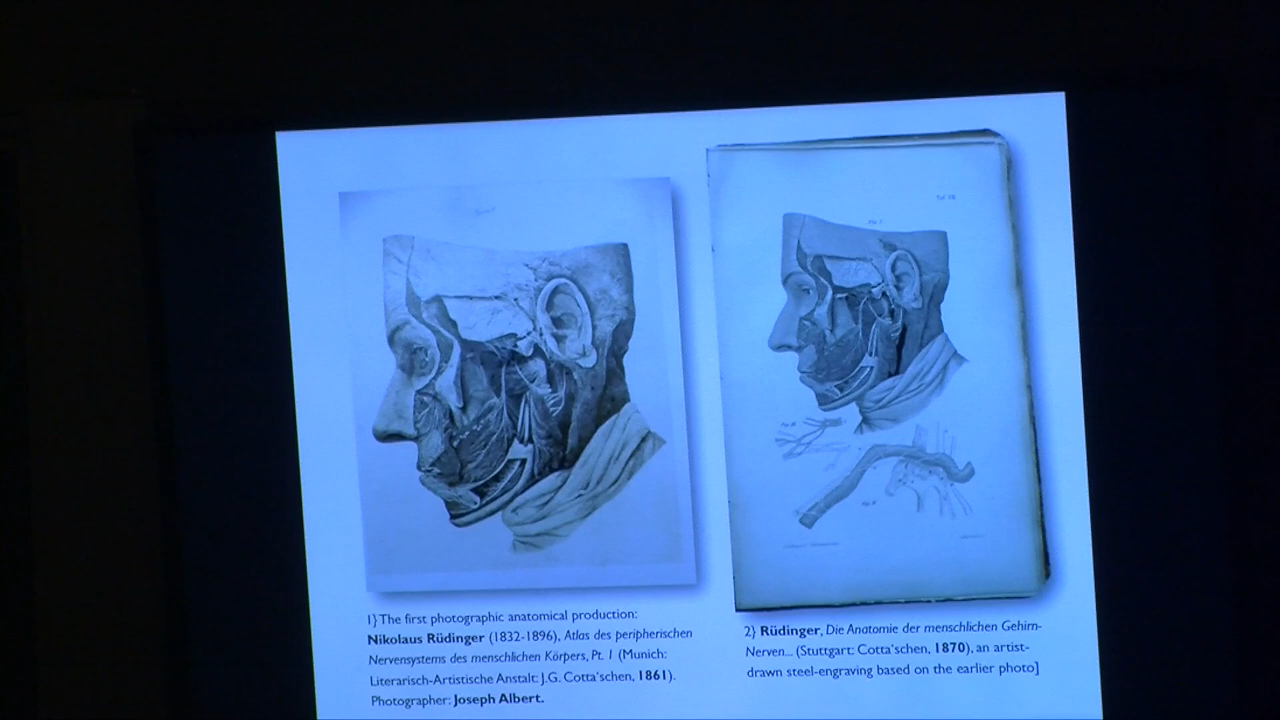 1} The first photographic anatomical production:
Nikolaus Rüdinger (1832-1896), Atlas des peripherischen
Nervensystems des menschlichen Körpers, Pt. 1 (Munich:
Literarisch-Artistische Anstalt: J.G. Cotta'schen, 1861).
Photographer: Joseph Albert.
2} Rüdinger, Die Anatomie der menschlichen Gehirn-
Nerven... (Stuttgart: Cotta'schen, 1870), an artist-
drawn steel-engraving based on the earlier photo]